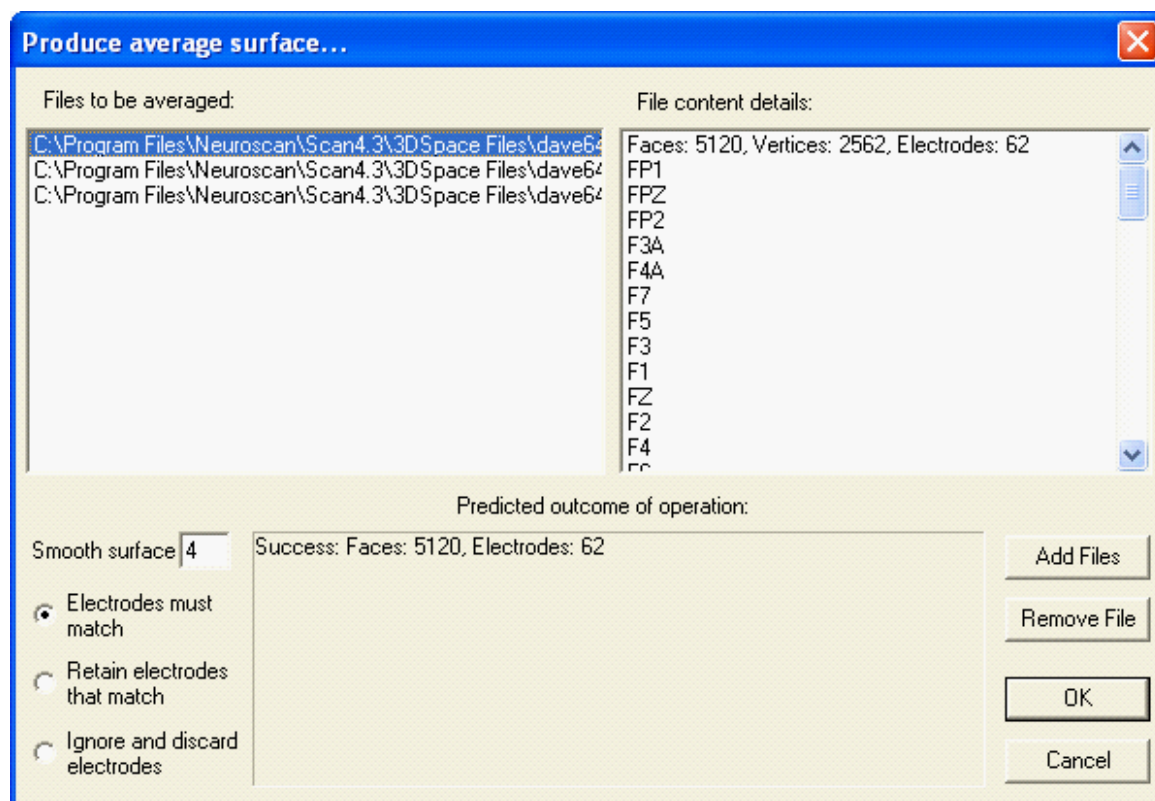 Produce average surface...
Files to be averaged:
C:\Program Files\Neuroscan\Scan4.3\3DSpace Files\dave64
C:\Program Files\Neuroscan\Scan4.3\3DSpace Files\dave64
C:\Program Files\Neuroscan\Scan4.3\3DSpace Files\dave64
File content details:
Faces: 5120, Vertices: 2562, Electrodes: 62
FP1
FPZ
FP2
F3A
F4A
F7
F5
F3
F1
FZ
F2
F4
Predicted outcome of operation:
Smooth surface 4
Success: Faces: 5120, Electrodes: 62
Electrodes must
match
Retain electrodes
that match
Ignore and discard
electrodes
Add Files
Remove File
OK
Cancel